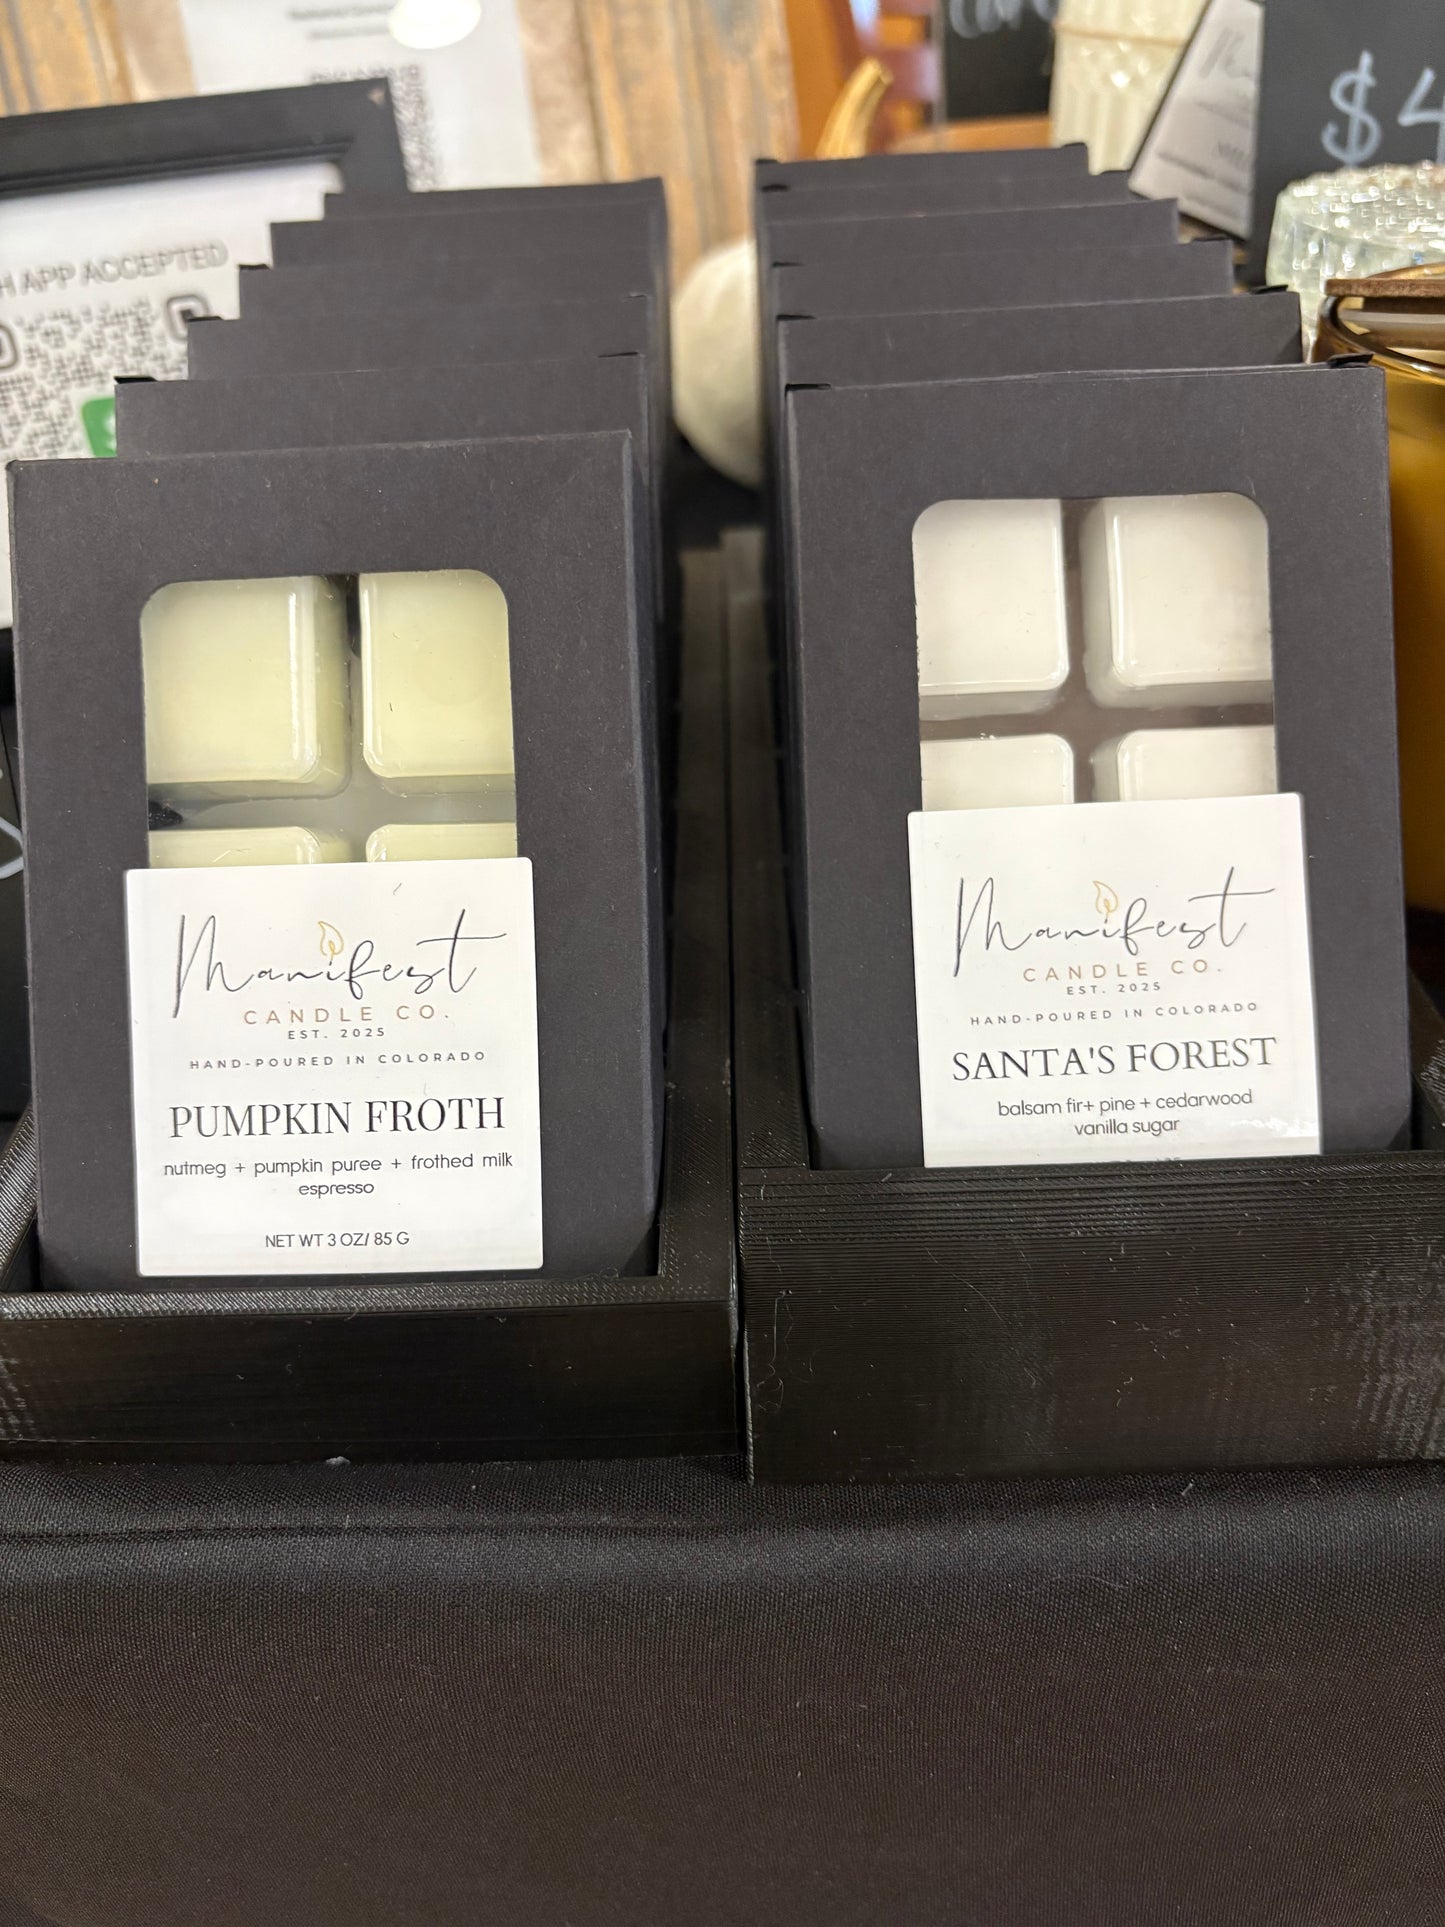 APP ACCEPTED
$4
Manifest
CANDLE CO.
EST. 2025
HAND-POURED IN COLORADO
PUMPKIN FROTH
nutmeg + pumpkin puree + frothed milk
espresso
NET WT 3 OZ/ 85 G
Manifest
CANDLE CO.
EST. 2025
HAND-POURED IN COLORADO
SANTA'S FOREST
balsam fir+ pine + cedarwood
vanilla sugar